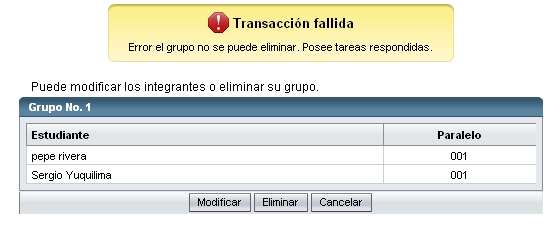 Transacción fallida
Error el grupo no se puede eliminar. Posee tareas respondidas.
Puede modificar los integrantes o eliminar su grupo.
Grupo No. 1
Estudiante Paralelo
pepe rivera 001
Sergio Yuquilima 001
Modificar Eliminar Cancelar